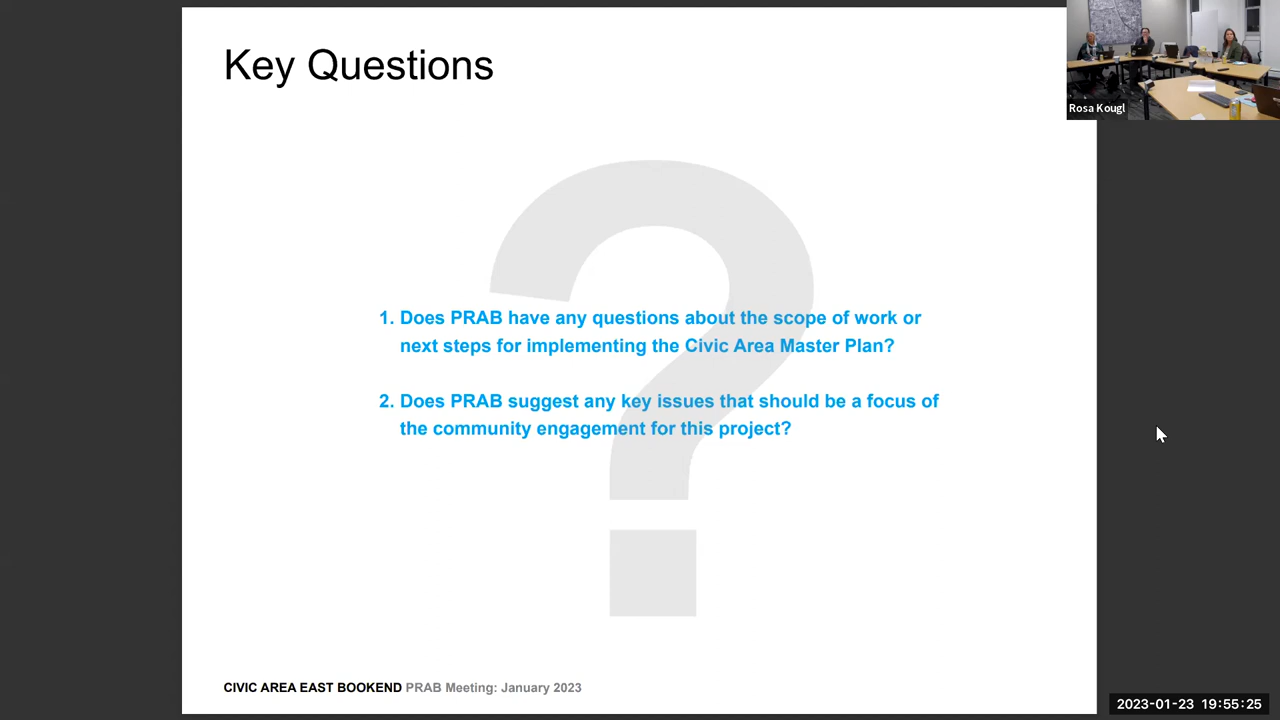 Key Questions
Rosa Kougl
1. Does PRAB have any questions about the scope of work or
next steps for implementing the Civic Area Master Plan?
2. Does PRAB suggest any key issues that should be a focus of
the community engagement for this project?
CIVIC AREA EAST BOOKEND PRAB Meeting: January 2023
2023-01-23 19:55:25